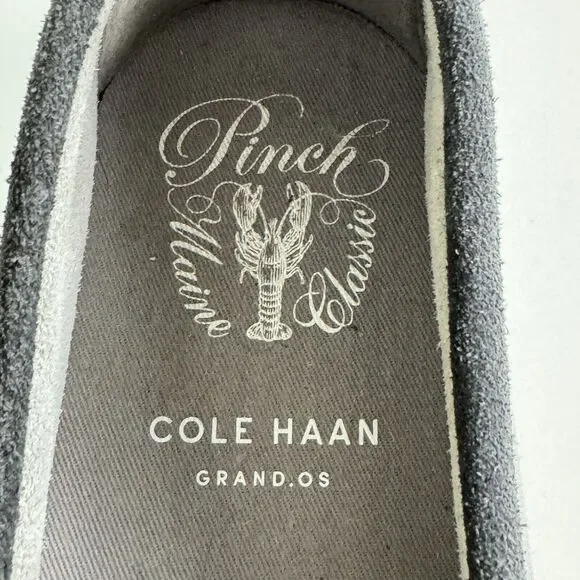 Pinch
Maine Classic
COLE HAAN
GRAND.OS